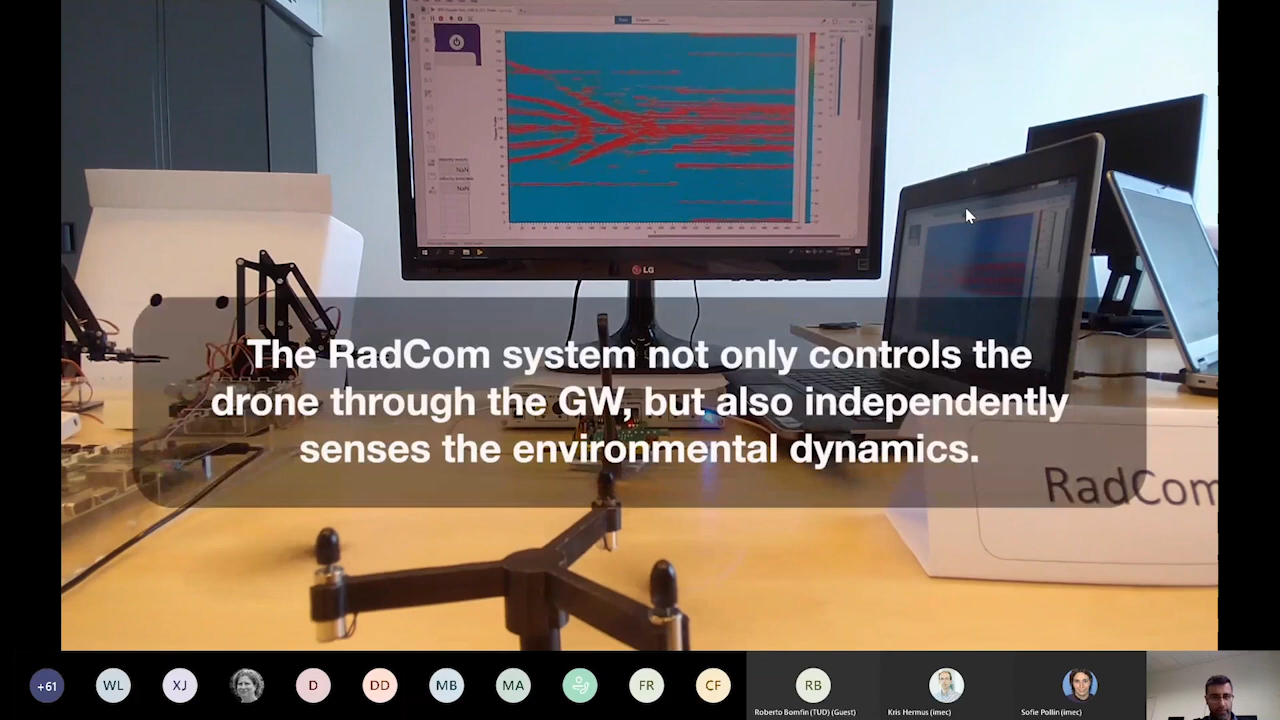 LG
The RadCom system not only controls the
drone through the GW, but also independently
senses the environmental dynamics.
NaN
NaN
RadCom
+61
WL
XJ
D
DD
MB
MA
FR
CF
RB
Roberto Bomfin (TUD) (Guest)
Kris Hermus (imec)
Sofie Pollin (imec)